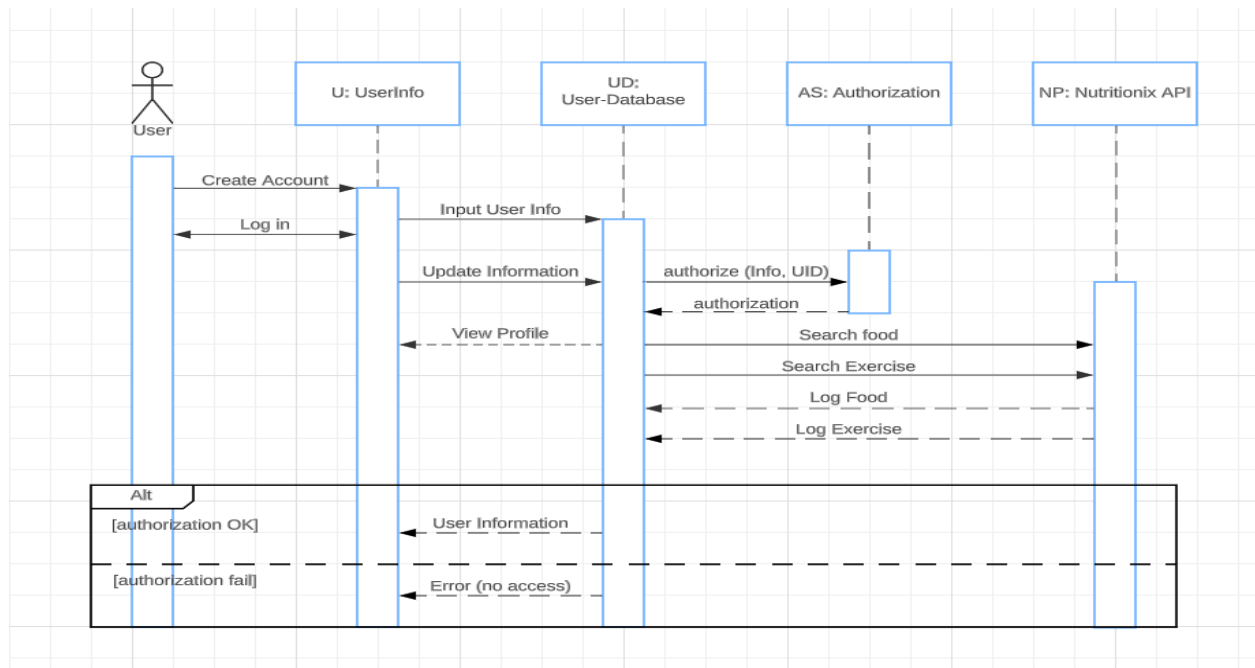 U: UserInfo
UD:
User-Database
AS: Authorization
NP: Nutritionix API
User
Create Account
Input User Info
Log in
Update Information
authorize (Info, UID)
authorization
View Profile
Search food
Search Exercise
Log Food
Log Exercise
Alt
[authorization OK]
User Information
[authorization fail]
Error (no access)